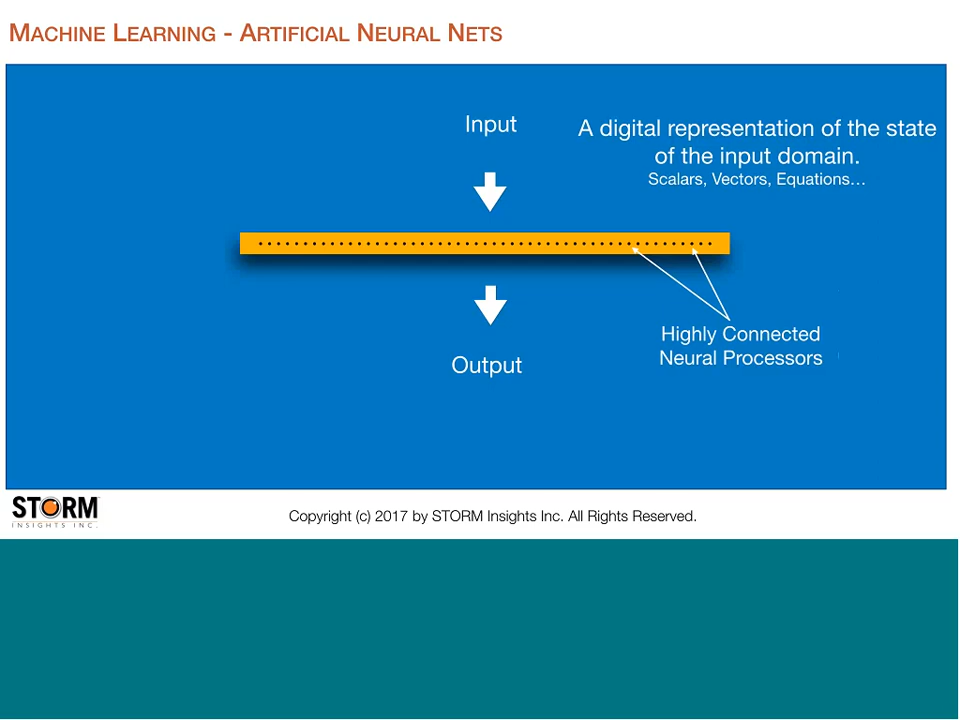 MACHINE LEARNING - ARTIFICIAL NEURAL NETS
Input
A digital representation of the state
of the input domain.
Scalars, Vectors, Equations…
Highly Connected
Neural Processors
Output
STORM
INSIGHTS INC.
Copyright (c) 2017 by STORM Insights Inc. All Rights Reserved.